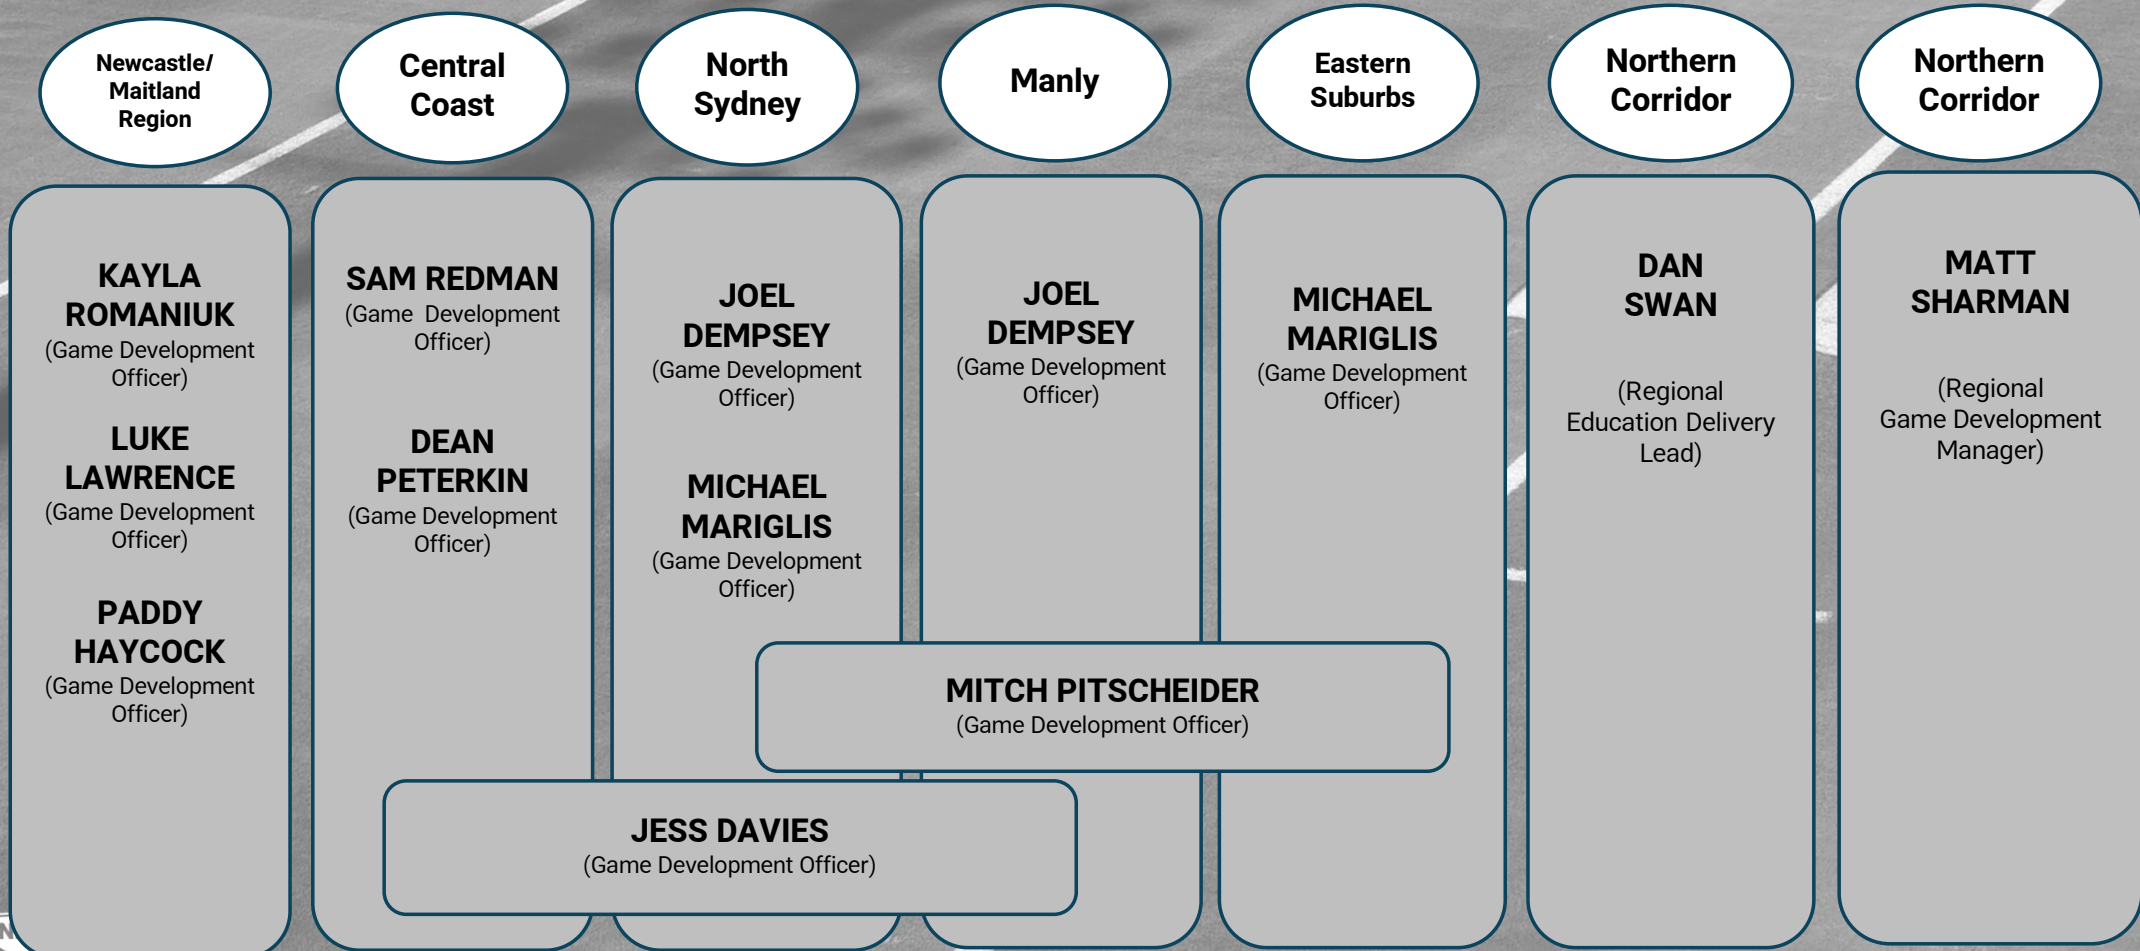 Newcastle/
Maitland
Region
Central
Coast
North
Sydney
Manly
Eastern
Suburbs
Northern
Corridor
Northern
Corridor
KAYLA
ROMANIUK
(Game Development
Officer)
LUKE
LAWRENCE
(Game Development
Officer)
PADDY
HAYCOCK
(Game Development
Officer)
SAM REDMAN
(Game Development
Officer)
DEAN
PETERKIN
(Game Development
Officer)
JOEL
DEMPSEY
(Game Development
Officer)
MICHAEL
MARIGLIS
(Game Development
Officer)
JOEL
DEMPSEY
(Game Development
Officer)
MICHAEL
MARIGLIS
(Game Development
Officer)
DAN
SWAN
(Regional
Education Delivery
Lead)
MATT
SHARMAN
(Regional
Game Development
Manager)
MITCH PITSCHEIDER
(Game Development Officer)
JESS DAVIES
(Game Development Officer)